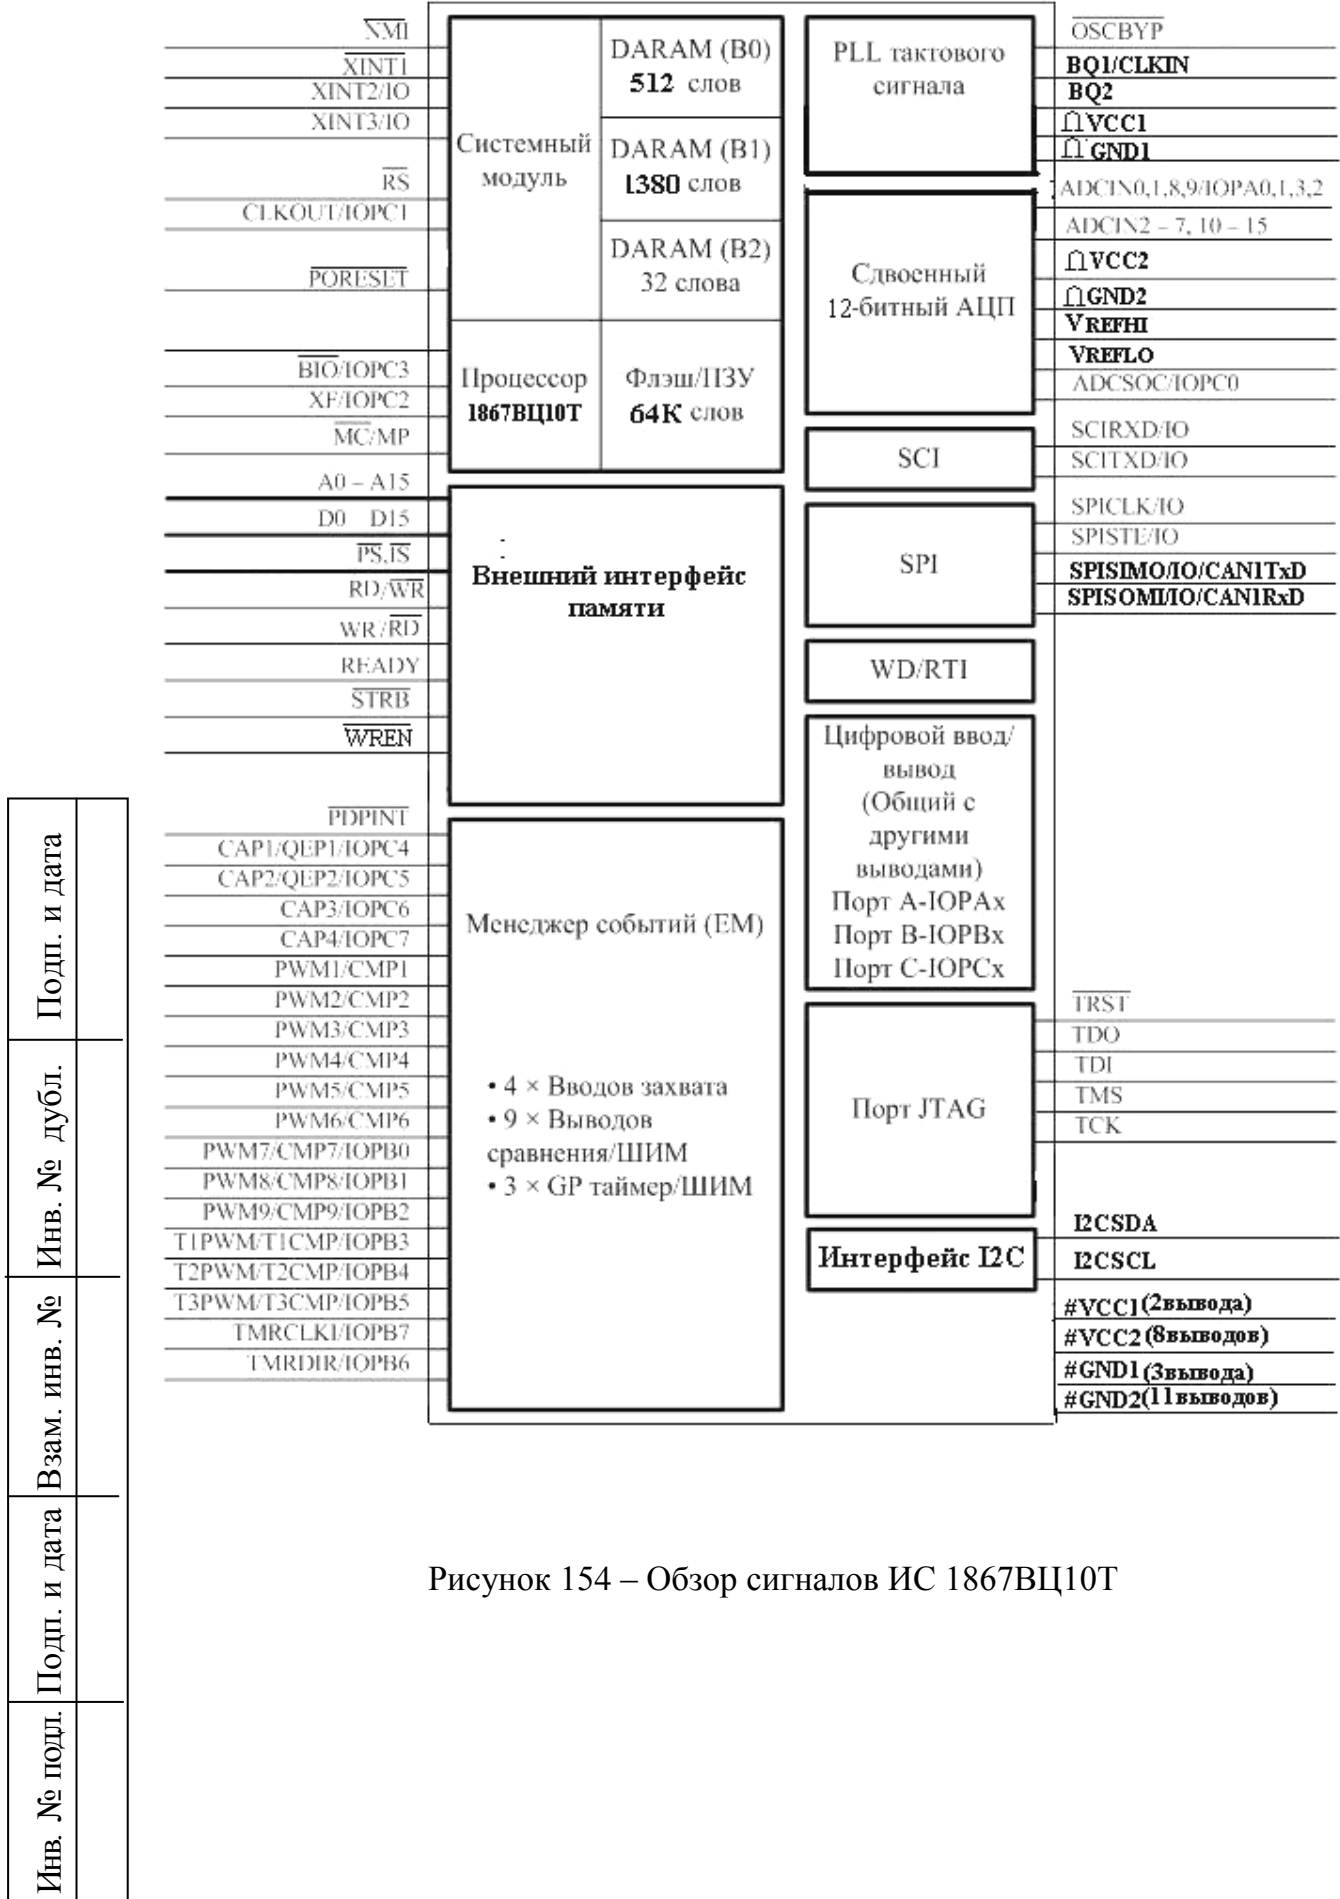 NMI
XINT1
XINT2/IO
XINT3/IO
RS
CLKOUT/IOPC1
PORESET
BIO/IOPC3
XF/IOPC2
MC/MP
A0 – A15
D0 D15
PS,IS
RD/WR
WR/RD
READY
STRB
WREN
PDPINT
CAP1/QEP1/IOPC4
CAP2/QEP2/IOPC5
CAP3/IOPC6
CAP4/IOPC7
PWM1/CMP1
PWM2/CMP2
PWM3/CMP3
PWM4/CMP4
PWM5/CMP5
PWM6/CMP6
PWM7/CMP7/IOPB0
PWM8/CMP8/IOPB1
PWM9/CMP9/IOPB2
T1PWM/T1CMP/IOPB3
T2PWM/T2CMP/IOPB4
T3PWM/T3CMP/IOPB5
TMRCLKI/IOPB7
TMRDIR/IOPB6
Системный
модуль
DARAM (B0)
512 слов
DARAM (B1)
1380 слов
DARAM (B2)
32 слова
Процессор
1867ВЦ10Т
Флэш/ПЗУ
64К слов
Внешний интерфейс
памяти
Менеджер событий (EM)
• 4 × Вводов захвата
• 9 × Выводов
сравнения/ШИМ
• 3 × GP таймер/ШИМ
PLL тактового
сигнала
Сдвоенный
12-битный АЦП
SCI
SPI
WD/RTI
Цифровой ввод/
вывод
(Общий с
другими
выводами)
Порт A-IOPAx
Порт B-IOPBx
Порт C-IOPCx
Порт JTAG
Интерфейс I2C
OSCBYP
BQ1/CLKIN
BQ2
⋂VCC1
⋂GND1
ADCIN0,1,8,9/IOPA0,1,3,2
ADCIN2 – 7, 10 – 15
⋂VCC2
⋂GND2
VREFHI
VREFLO
ADCSOC/IOPC0
SCIRXD/IO
SCITXD/IO
SPICLK/IO
SPISTE/IO
SPISIMO/IO/CAN1TxD
SPISOMI/IO/CAN1RxD
TRST
TDO
TDI
TMS
TCK
I2CSDA
I2CSCL
#VCC1(2вывода)
#VCC2(8выводов)
#GND1(3вывода)
#GND2(11выводов)
Подп. и дата
Инв. № дубл.
Взам. инв. №
Подп. и дата
Инв. № подл.
Рисунок 154 – Обзор сигналов ИС 1867ВЦ10Т